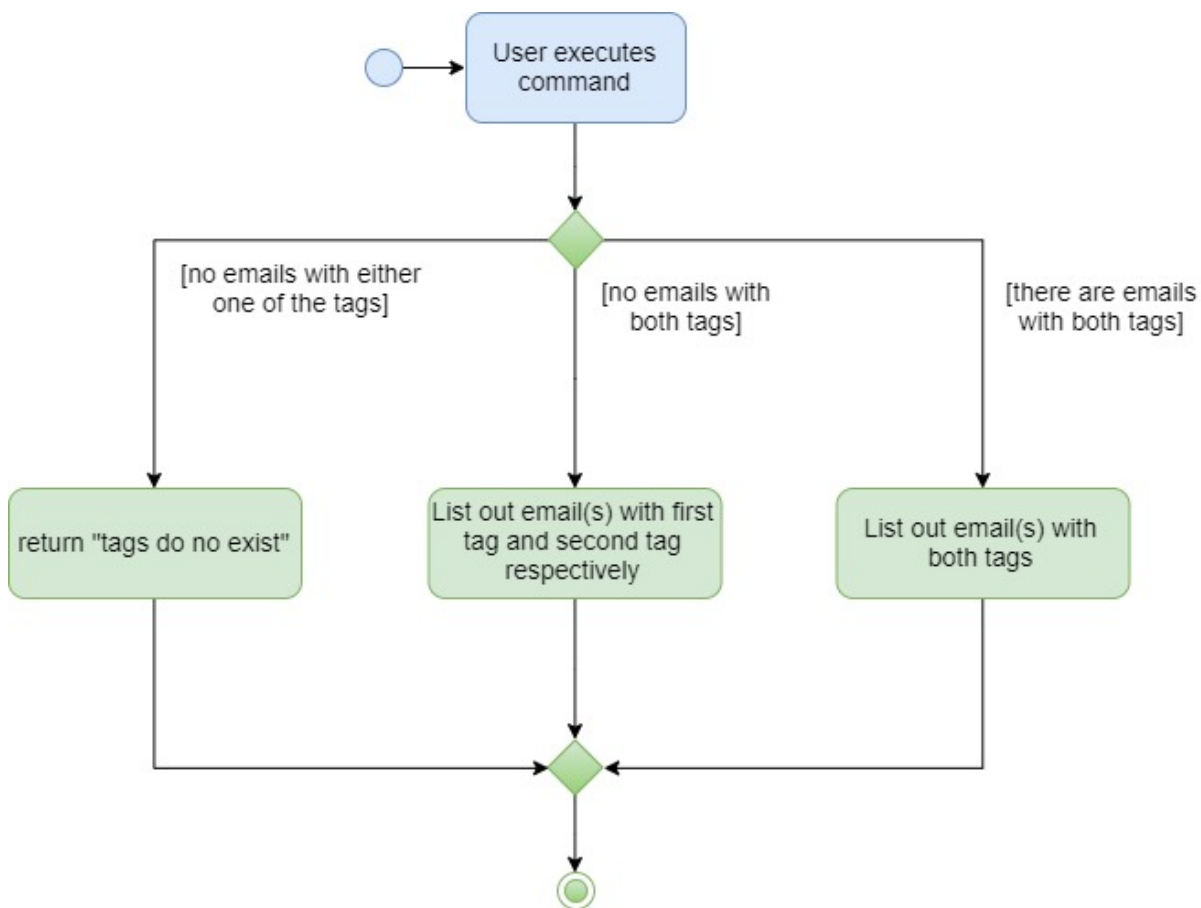 User executes
command
[no emails with either
one of the tags]
[no emails with
both tags]
[there are emails
with both tags]
return "tags do no exist"
List out email(s) with first
tag and second tag
respectively
List out email(s) with
both tags